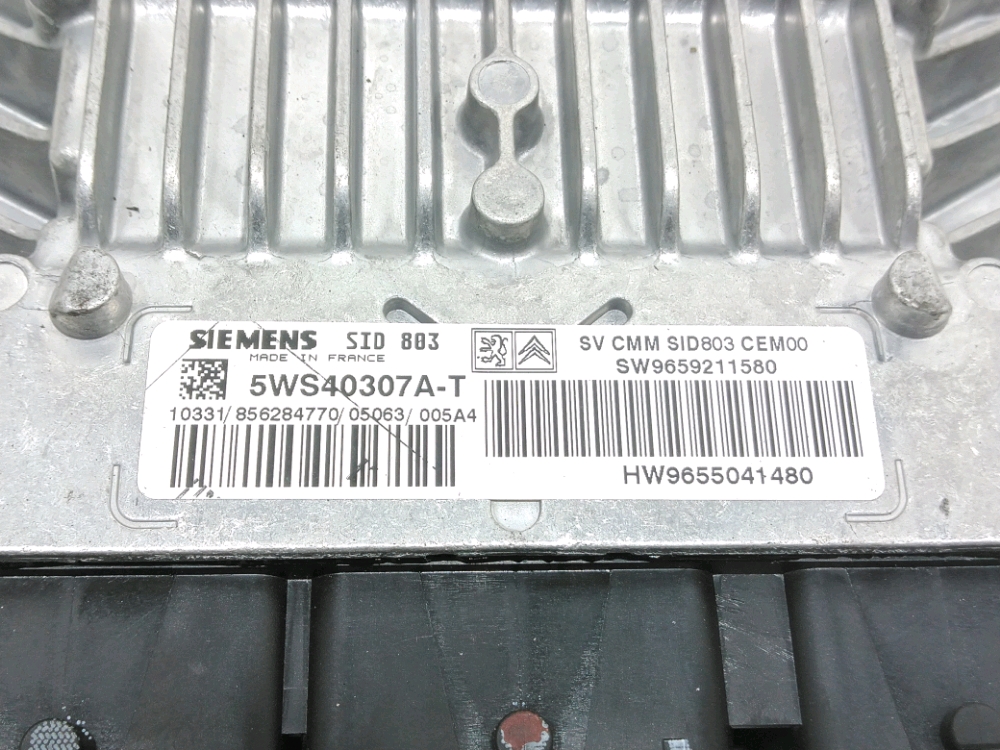 SIEMENS SID 803
MADE IN FRANCE
5WS40307A-T
10331/856284770/05063/005A4
SV CMM SID803 CEM00
SW9659211580
HW9655041480